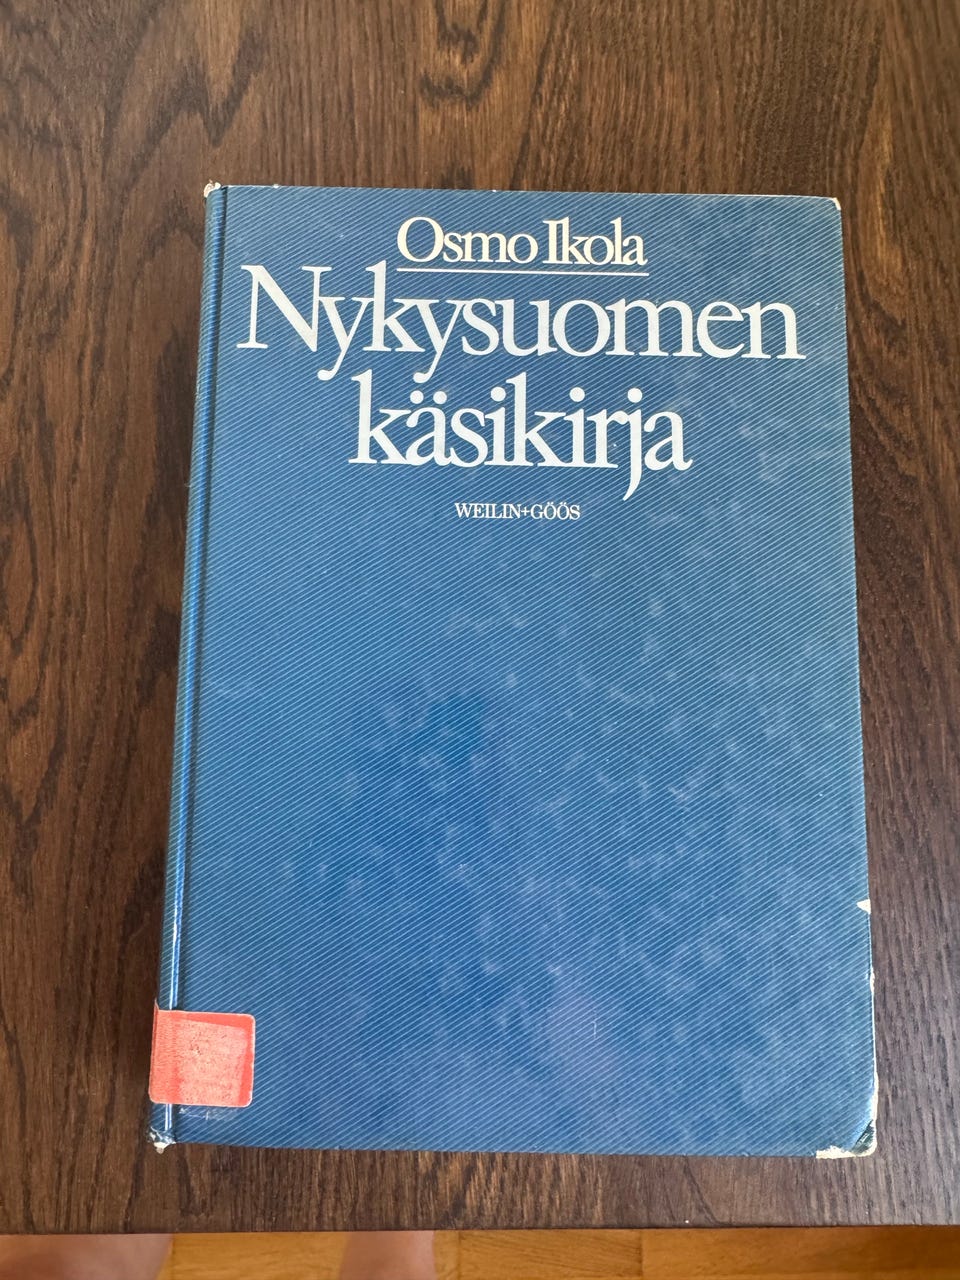 Osmo Ikola
Nykysuomen
käsikirja
WEILIN+GÖÖS